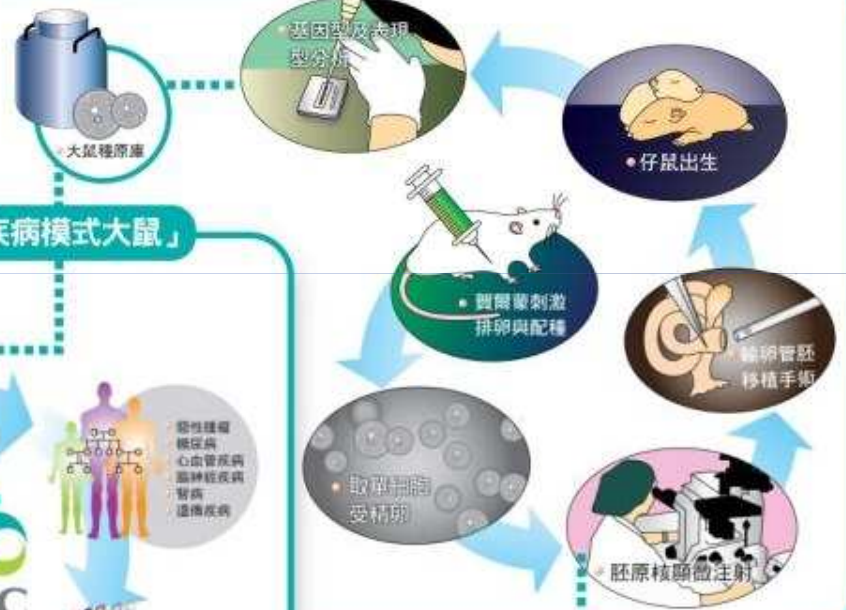 基因型及表現
型分
大鼠種原庫
仔鼠出生
疾病模式大鼠」
賀爾蒙刺激
排卵與配種
輸卵管胚
移植手術
惡性腫瘤
糖尿病
心血管疾病
腦神經疾病
腎病
遺傳疾病
取單細胞
受精卵
胚原核顯微注射